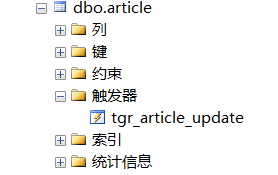 dbo.article
列
键
约束
触发器
tgr_article_update
索引
统计信息